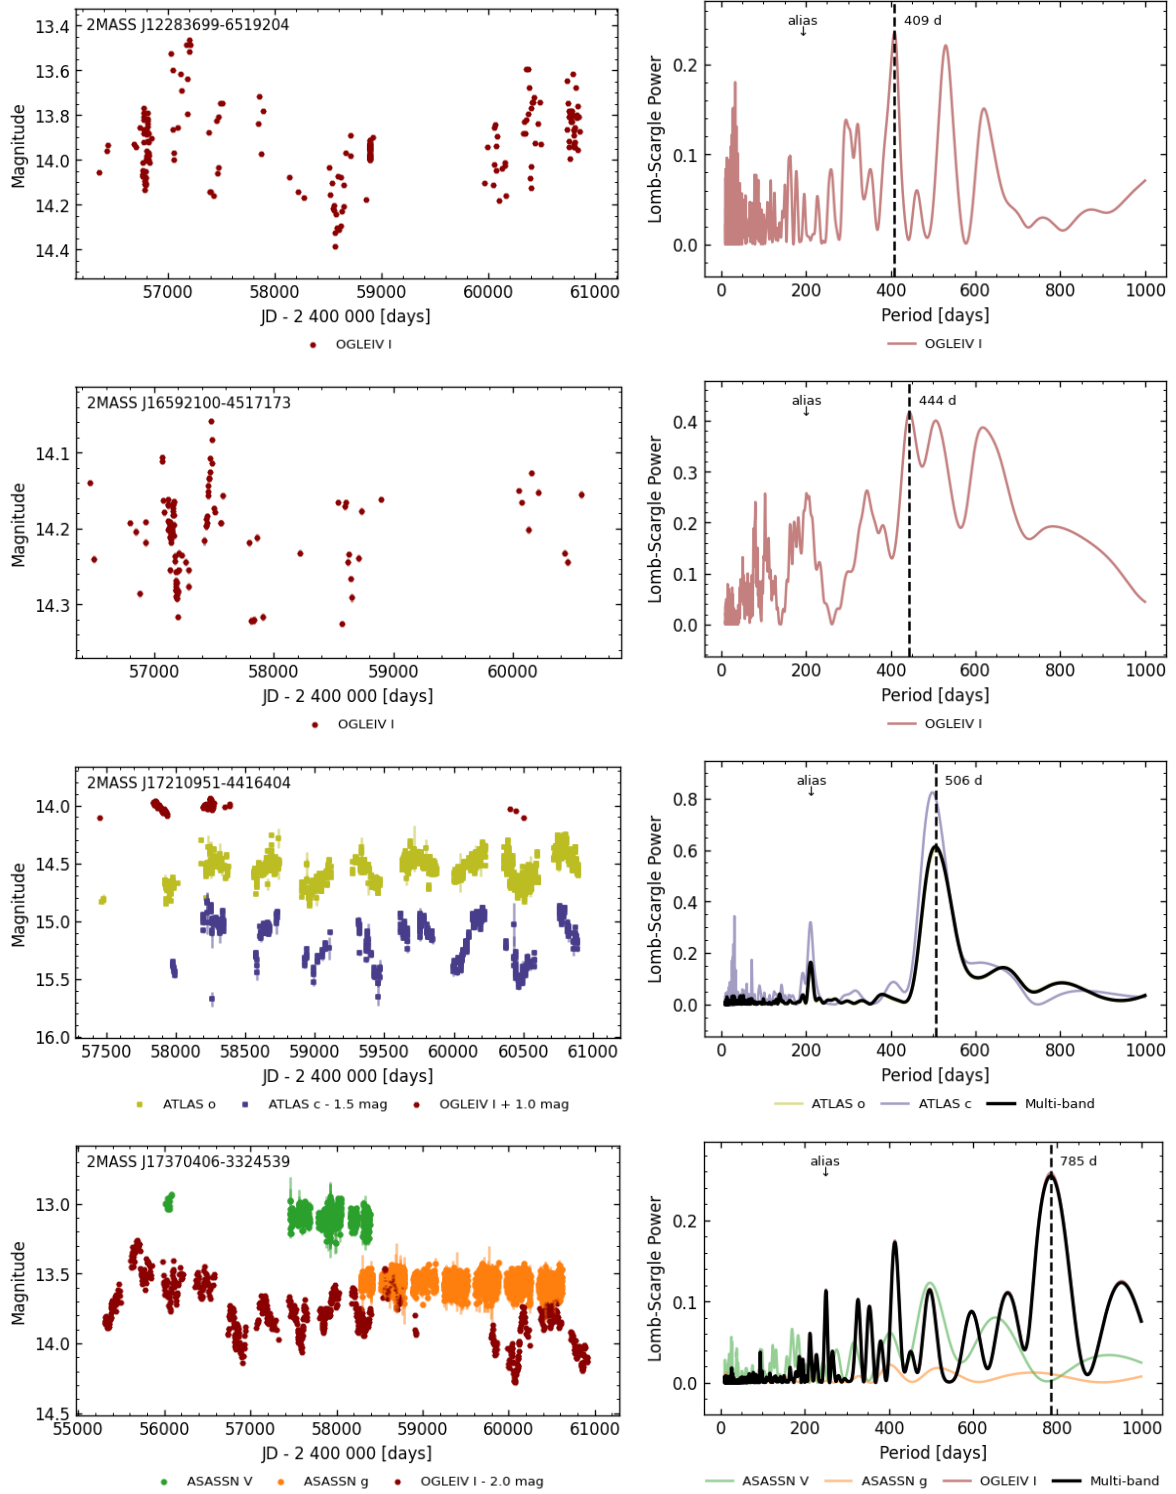 2MASS J12283699-6519204
13.4
13.6
13.8
14.0
14.2
14.4
Magnitude
57000 58000 59000 60000 61000
JD - 2 400 000 [days]
OGLEIV I
alias
↓
409 d
0.2
0.1
0.0
Lomb-Scargle Power
0 200 400 600 800 1000
Period [days]
OGLEIV I
2MASS J16592100-4517173
14.1
14.2
14.3
Magnitude
57000 58000 59000 60000
JD - 2 400 000 [days]
OGLEIV I
alias
↓
444 d
0.4
0.3
0.2
0.1
0.0
Lomb-Scargle Power
0 200 400 600 800 1000
Period [days]
OGLEIV I
2MASS J17210951-4416404
14.0
14.5
15.0
15.5
16.0
Magnitude
57500 58000 58500 59000 59500 60000 60500 61000
JD - 2 400 000 [days]
ATLAS o ATLAS c - 1.5 mag OGLEIV I + 1.0 mag
alias
↓
506 d
0.8
0.6
0.4
0.2
0.0
Lomb-Scargle Power
0 200 400 600 800 1000
Period [days]
ATLAS o ATLAS c Multi-band
2MASS J17370406-3324539
13.0
13.5
14.0
14.5
Magnitude
55000 56000 57000 58000 59000 60000 61000
JD - 2 400 000 [days]
ASASSN V ASASSN g OGLEIV I - 2.0 mag
alias
↓
785 d
0.2
0.1
0.0
Lomb-Scargle Power
0 200 400 600 800 1000
Period [days]
ASASSN V ASASSN g OGLEIV I Multi-band